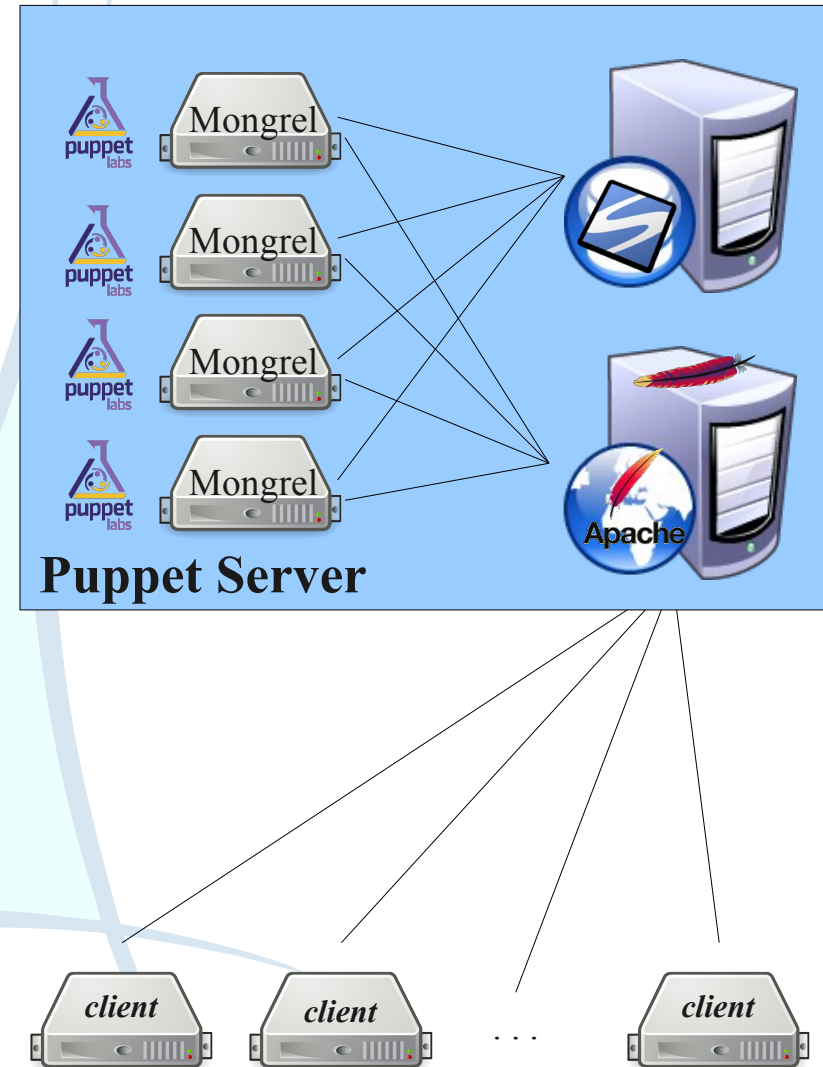 puppet
labs
Mongrel
puppet
labs
Mongrel
puppet
labs
Mongrel
puppet
labs
Mongrel
Apache
Puppet Server
client
client
. . .
client